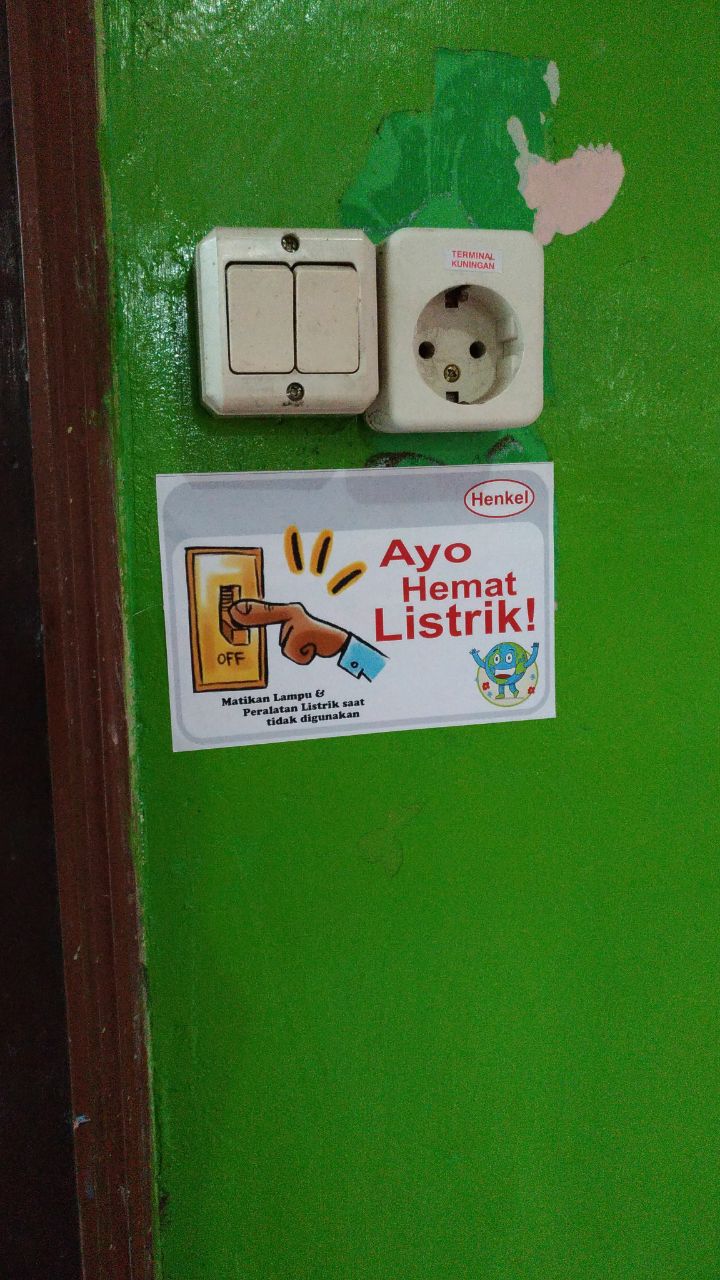 TERMINAL
KUNINGAN
Henkel
Ayo
Hemat
Listrik!
OFF
Matikan Lampu &
Peralatan Listrik saat
tidak digunakan